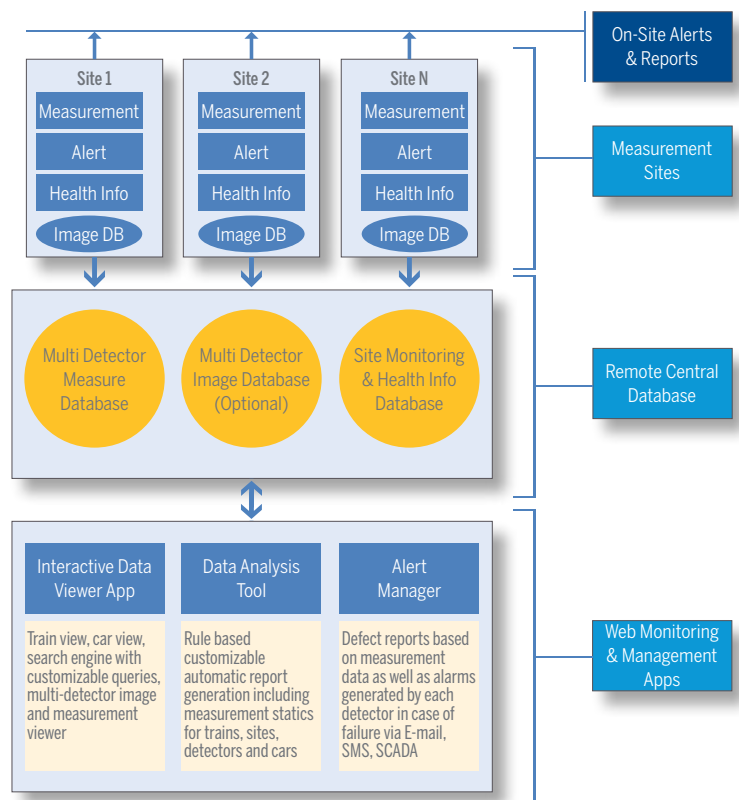 On-Site Alerts
& Reports
Site 1
Measurement
Alert
Health Info
Image DB
Site 2
Measurement
Alert
Health Info
Image DB
Site N
Measurement
Alert
Health Info
Image DB
Measurement
Sites
Multi Detector
Measure
Database
Multi Detector
Image Database
(Optional)
Site Monitoring
& Health Info
Database
Remote Central
Database
Interactive Data
Viewer App
Train view, car view,
search engine with
customizable queries,
multi-detector image
and measurement
viewer
Data Analysis
Tool
Rule based
customizable
automatic report
generation including
measurement statics
for trains, sites,
detectors and cars
Alert
Manager
Defect reports based
on measurement
data as well as alarms
generated by each
detector in case of
failure via E-mail,
SMS, SCADA
Web Monitoring
& Management
Apps